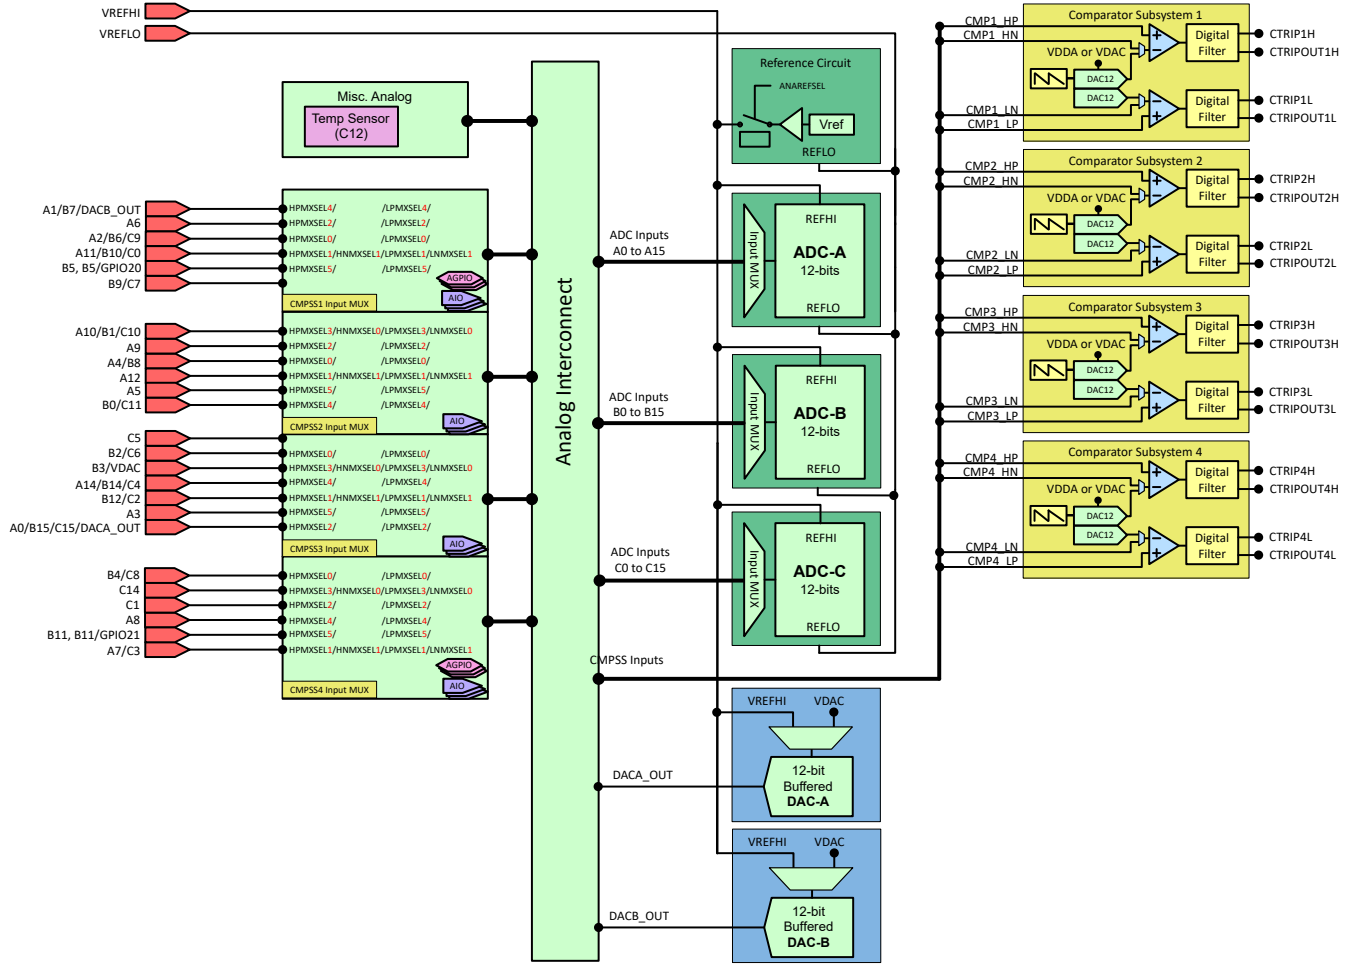 VREFHI
VREFLO
Misc. Analog
Temp Sensor
(C12)
A1/B7/DACB_OUT
A6
A2/B6/C9
A11/B10/C0
B5, B5/GPIO20
B9/C7
HPMXSEL4/ /LPMXSEL4/
HPMXSEL2/ /LPMXSEL2/
HPMXSEL0/ /LPMXSEL0/
HPMXSEL1/HNMXSEL1/LPMXSEL1/LNMXSEL1
HPMXSEL5/ /LPMXSEL5/
AGPIO
AIO
CMPSS1 Input MUX
A10/B1/C10
A9
A4/B8
A12
A5
B0/C11
HPMXSEL3/HNMXSEL0/LPMXSEL3/LNMXSEL0
HPMXSEL2/ /LPMXSEL2/
HPMXSEL0/ /LPMXSEL0/
HPMXSEL1/HNMXSEL1/LPMXSEL1/LNMXSEL1
HPMXSEL5/ /LPMXSEL5/
HPMXSEL4/ /LPMXSEL4/
AIO
CMPSS2 Input MUX
C5
B2/C6
B3/VDAC
A14/B14/C4
B12/C2
A3
A0/B15/C15/DACA_OUT
HPMXSEL0/ /LPMXSEL0/
HPMXSEL3/HNMXSEL0/LPMXSEL3/LNMXSEL0
HPMXSEL4/ /LPMXSEL4/
HPMXSEL1/HNMXSEL1/LPMXSEL1/LNMXSEL1
HPMXSEL5/ /LPMXSEL5/
HPMXSEL2/ /LPMXSEL2/
AIO
CMPSS3 Input MUX
B4/C8
C14
C1
A8
B11, B11/GPIO21
A7/C3
HPMXSEL0/ /LPMXSEL0/
HPMXSEL3/HNMXSEL0/LPMXSEL3/LNMXSEL0
HPMXSEL2/ /LPMXSEL2/
HPMXSEL4/ /LPMXSEL4/
HPMXSEL5/ /LPMXSEL5/
HPMXSEL1/HNMXSEL1/LPMXSEL1/LNMXSEL1
AGPIO
AIO
CMPSS4 Input MUX
Analog Interconnect
ADC Inputs
A0 to A15
ADC Inputs
B0 to B15
ADC Inputs
C0 to C15
CMPSS Inputs
DACA_OUT
DACB_OUT
Reference Circuit
ANAREFSEL
Vref
REFLO
Input MUX
REFHI
ADC-A
12-bits
REFLO
Input MUX
REFHI
ADC-B
12-bits
REFLO
Input MUX
REFHI
ADC-C
12-bits
REFLO
VREFHI
VDAC
12-bit
Buffered
DAC-A
VREFHI
VDAC
12-bit
Buffered
DAC-B
Comparator Subsystem 1
CMP1_HP
CMP1_HN
VDDA or VDAC
DAC12
DAC12
CMP1_LN
CMP1_LP
Digital
Filter
Digital
Filter
CTRIP1H
CTRIPOUT1H
CTRIP1L
CTRIPOUT1L
Comparator Subsystem 2
CMP2_HP
CMP2_HN
VDDA or VDAC
DAC12
DAC12
CMP2_LN
CMP2_LP
Digital
Filter
Digital
Filter
CTRIP2H
CTRIPOUT2H
CTRIP2L
CTRIPOUT2L
Comparator Subsystem 3
CMP3_HP
CMP3_HN
VDDA or VDAC
DAC12
DAC12
CMP3_LN
CMP3_LP
Digital
Filter
Digital
Filter
CTRIP3H
CTRIPOUT3H
CTRIP3L
CTRIPOUT3L
Comparator Subsystem 4
CMP4_HP
CMP4_HN
VDDA or VDAC
DAC12
DAC12
CMP4_LN
CMP4_LP
Digital
Filter
Digital
Filter
CTRIP4H
CTRIPOUT4H
CTRIP4L
CTRIPOUT4L